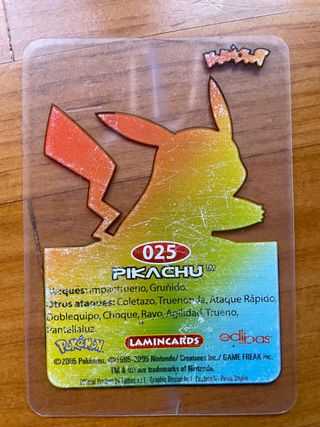 025
PIKACHU™
Ataques: Impactrueno, Gruñido.
Otros ataques: Coletazo, Truenonda, Ataque Rápido,
Doblequipo, Choque, Rayo, Agilidad, Trueno,
Pantallaluz.
POKéMON
LAMINCARDS
edibas
©2005 Pokémon. ©1995-2005 Nintendo/ Creatures Inc./ GAME FREAK inc.
TM & ® are trademarks of Nintendo.